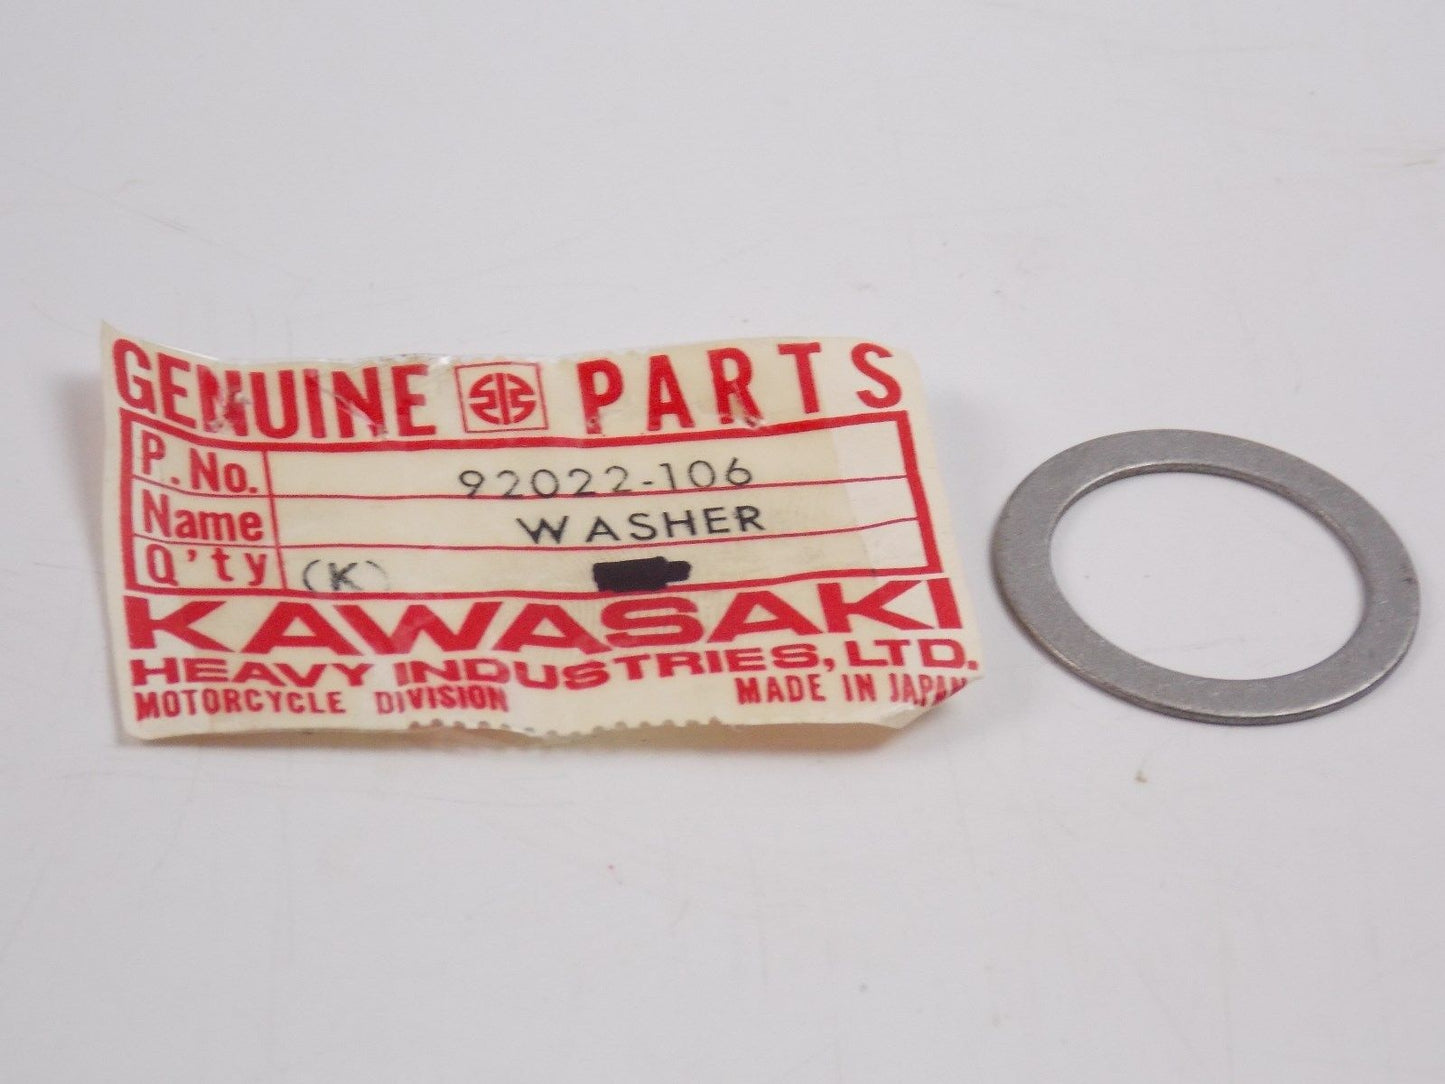 GENUINE PARTS
P.No. 92022-106
Name WASHER
Q'ty (K)
KAWASAKI
HEAVY INDUSTRIES, LTD.
MOTORCYCLE DIVISION MADE IN JAPAN